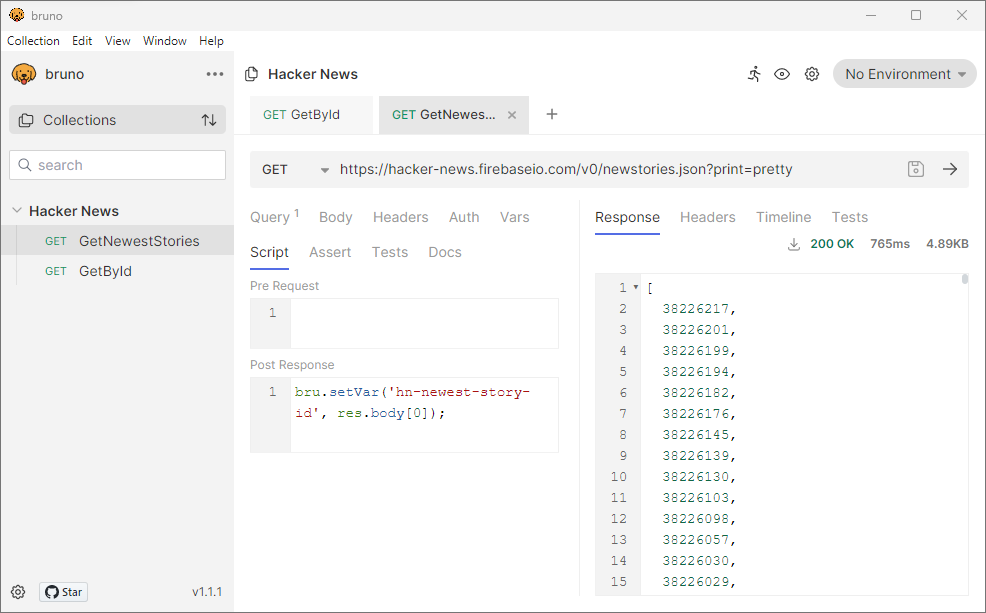 bruno
Collection Edit View Window Help
bruno
Hacker News
No Environment
GET GetById
GET GetNewes...
Collections
search
GET
https://hacker-news.firebaseio.com/v0/newstories.json?print=pretty
Hacker News
GET GetNewestStories
GET GetById
Query 1 Body Headers Auth Vars
Script Assert Tests Docs
Pre Request
1
Post Response
1 bru.setVar('hn-newest-story-
id', res.body[0]);
Response Headers Timeline Tests
200 OK 765ms 4.89KB
1 [
2 38226217,
3 38226201,
4 38226199,
5 38226194,
6 38226182,
7 38226176,
8 38226145,
9 38226139,
10 38226130,
11 38226103,
12 38226098,
13 38226057,
14 38226030,
15 38226029,
Star
v1.1.1